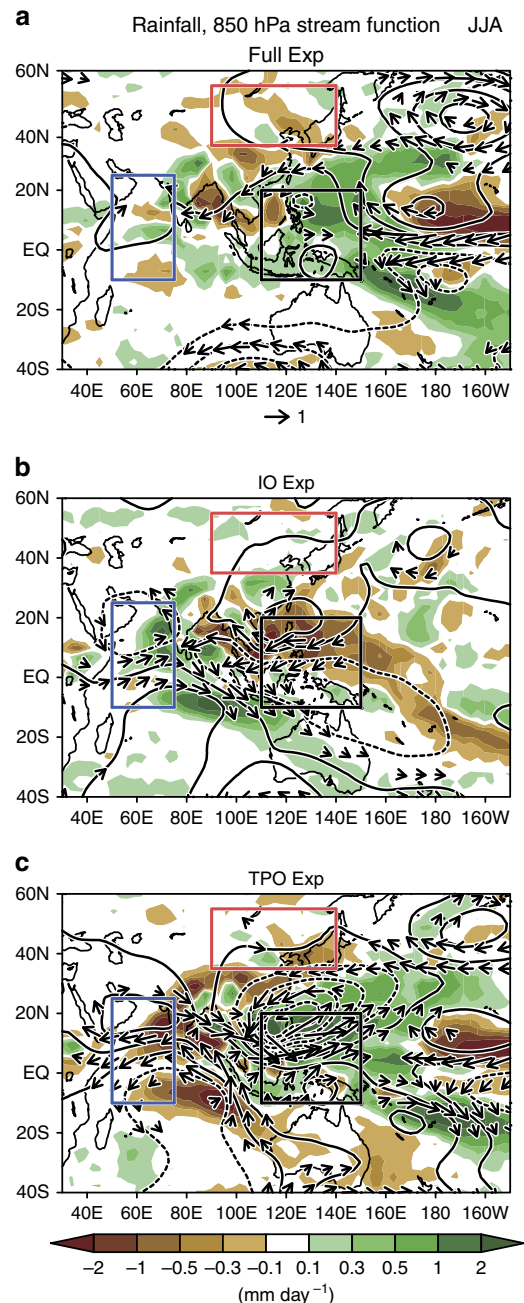 a
Rainfall, 850 hPa stream function JJA
Full Exp
60N
40N
20N
EQ
20S
40S
40E 60E 80E 100E 120E 140E 160E 180 160W
→ 1
b
IO Exp
60N
40N
20N
EQ
20S
40S
40E 60E 80E 100E 120E 140E 160E 180 160W
c
TPO Exp
60N
40N
20N
EQ
20S
40S
40E 60E 80E 100E 120E 140E 160E 180 160W
–2 –1 –0.5 –0.3 –0.1 0.1 0.3 0.5 1 2
(mm day⁻¹)